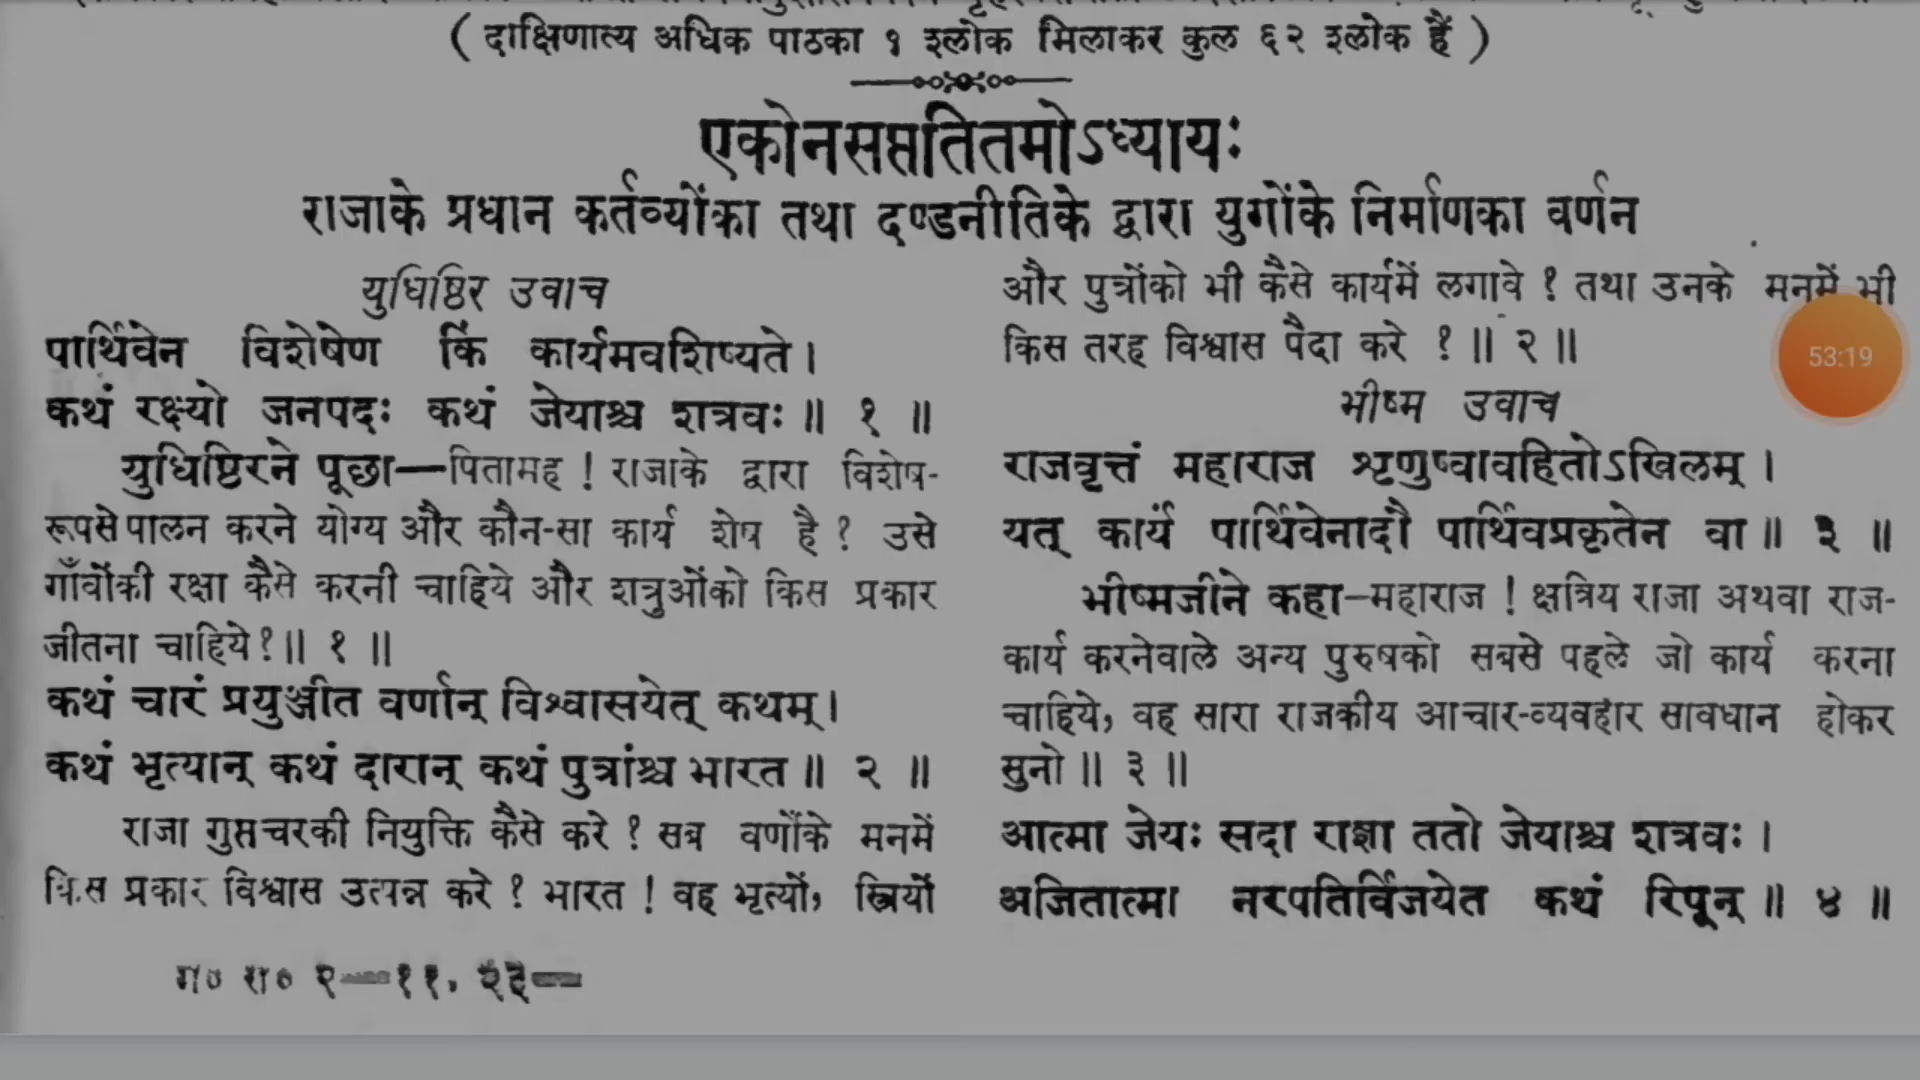 ( दाक्षिणात्य अधिक पाठका १ श्लोक मिलाकर कुल ६२ श्लोक हैं )
एकोनसप्ततितमोऽध्यायः
राजाके प्रधान कर्तव्योंका तथा दण्डनीतिके द्वारा युगोंके निर्माणका वर्णन
युधिष्ठिर उवाच
पार्थिवेन विशेषेण किं कार्यमवशिष्यते।
कथं रक्ष्यो जनपदः कथं जेयाश्च शत्रवः॥ १ ॥
युधिष्ठिरने पूछा—पितामह ! राजाके द्वारा विशेष-
रूपसे पालन करने योग्य और कौन-सा कार्य शेष है ? उसे
गाँवोंकी रक्षा कैसे करनी चाहिये और शत्रुओंको किस प्रकार
जीतना चाहिये?॥ १ ॥
कथं चारं प्रयुञ्जीत वर्णान् विश्वासयेत् कथम्।
कथं भृत्यान् कथं दारान् कथं पुत्रांश्च भारत॥ २ ॥
राजा गुप्तचरकी नियुक्ति कैसे करे ? सब वर्णोंके मनमें
किस प्रकार विश्वास उत्पन्न करे ? भारत ! वह भृत्यों, स्त्रियों
और पुत्रोंको भी कैसे कार्यमें लगावे ? तथा उनके मनमें भी
किस तरह विश्वास पैदा करे ?॥ २ ॥
53:19
भीष्म उवाच
राजवृत्तं महाराज शृणुष्वावहितोऽखिलम्।
यत् कार्यं पार्थिवेनादौ पार्थिवप्रकृतेन वा॥ ३ ॥
भीष्मजीने कहा—महाराज ! क्षत्रिय राजा अथवा राज-
कार्य करनेवाले अन्य पुरुषको सबसे पहले जो कार्य करना
चाहिये, वह सारा राजकीय आचार-व्यवहार सावधान होकर
सुनो॥ ३ ॥
आत्मा जेयः सदा राज्ञा ततो जेयाश्च शत्रवः।
अजितात्मा नरपतिर्विजयेत कथं रिपून्॥ ४ ॥
म० स० २—११. २३—